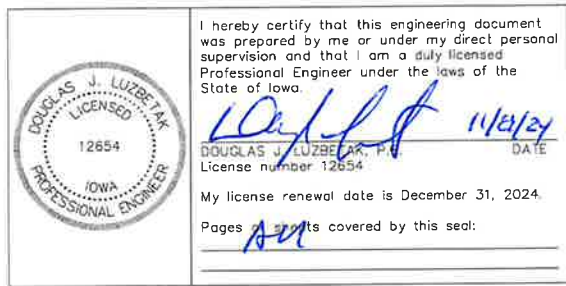 DOUGLAS J. LUZBETAK
LICENSED
12654
IOWA
PROFESSIONAL ENGINEER
I hereby certify that this engineering document
was prepared by me or under my direct personal
supervision and that I am a duly licensed
Professional Engineer under the laws of the
State of Iowa.
DOUGLAS J. LUZBETAK, P.E. DATE
License number 12654
My license renewal date is December 31, 2024.
Pages or sheets covered by this seal:
All